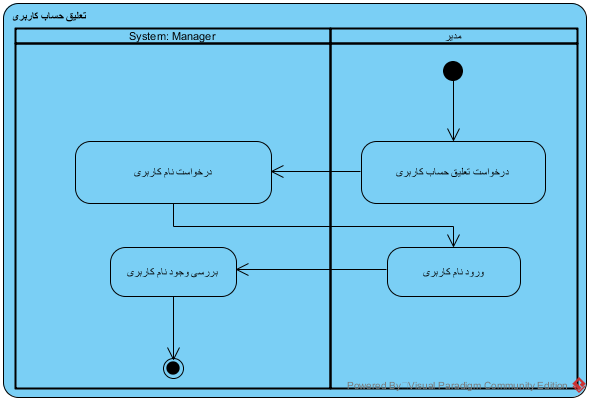 تعلیق حساب کاربری
System: Manager
مدیر
درخواست تعلیق حساب کاربری
درخواست نام کاربری
ورود نام کاربری
بررسی وجود نام کاربری
Powered By Visual Paradigm Community Edition